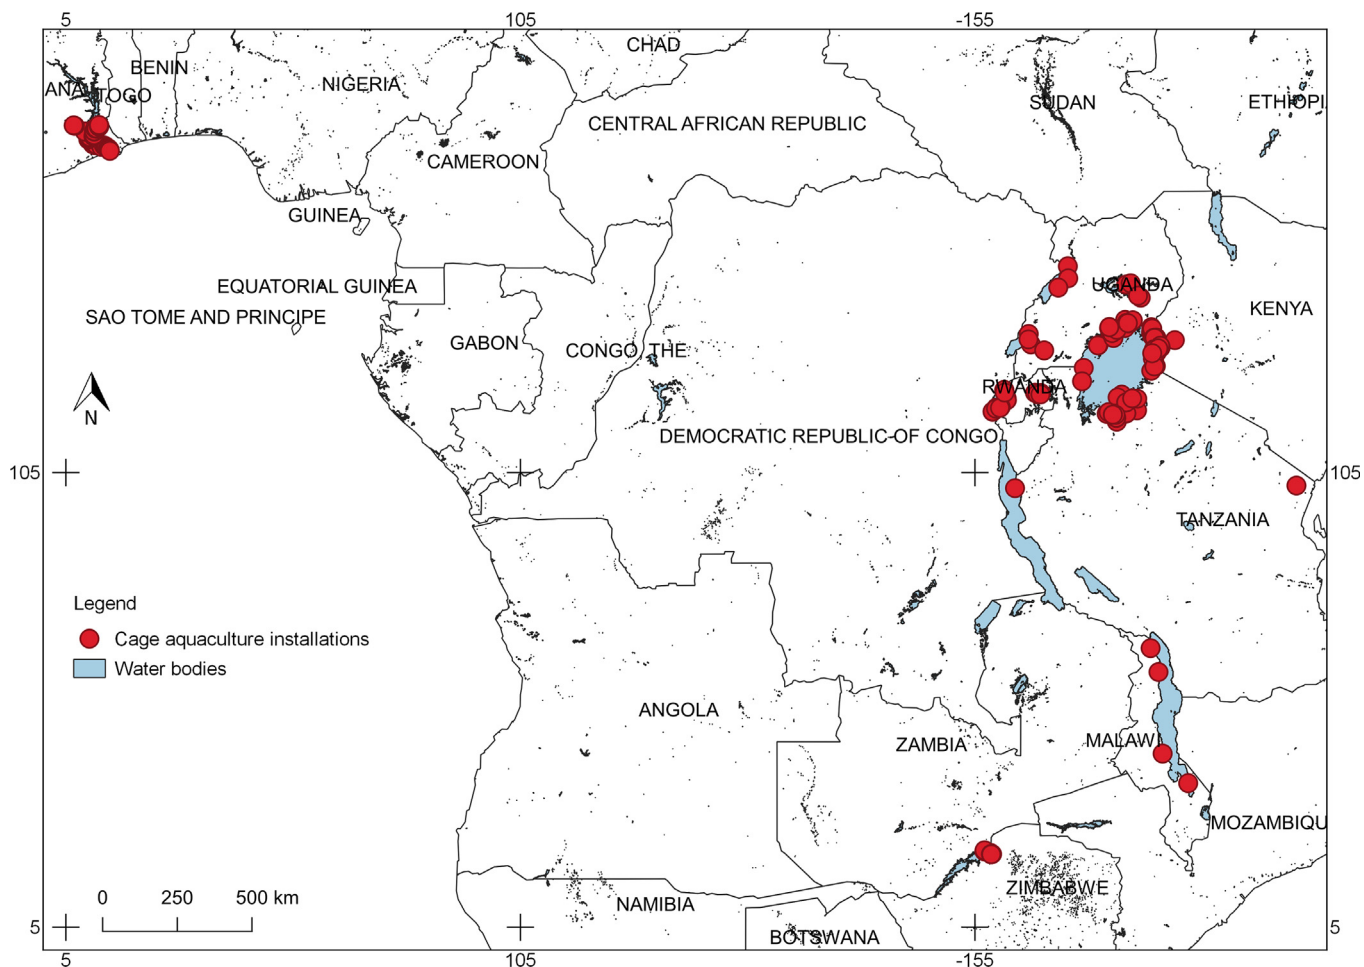 5 105 -155
CHAD
BENIN
NIGERIA
ANA
TOGO
SUDAN
ETHIOPI
CENTRAL AFRICAN REPUBLIC
CAMEROON
GUINEA
EQUATORIAL GUINEA
UGANDA
SAO TOME AND PRINCIPE
KENYA
GABON
CONGO THE
RWANDA
N
DEMOCRATIC REPUBLIC-OF CONGO
105 105
TANZANIA
Legend
Cage aquaculture installations
Water bodies
ANGOLA
ZAMBIA
MALAWI
MOZAMBIQU
ZIMBABWE
0 250 500 km
NAMIBIA
BOTSWANA
5 5
5 105 -155